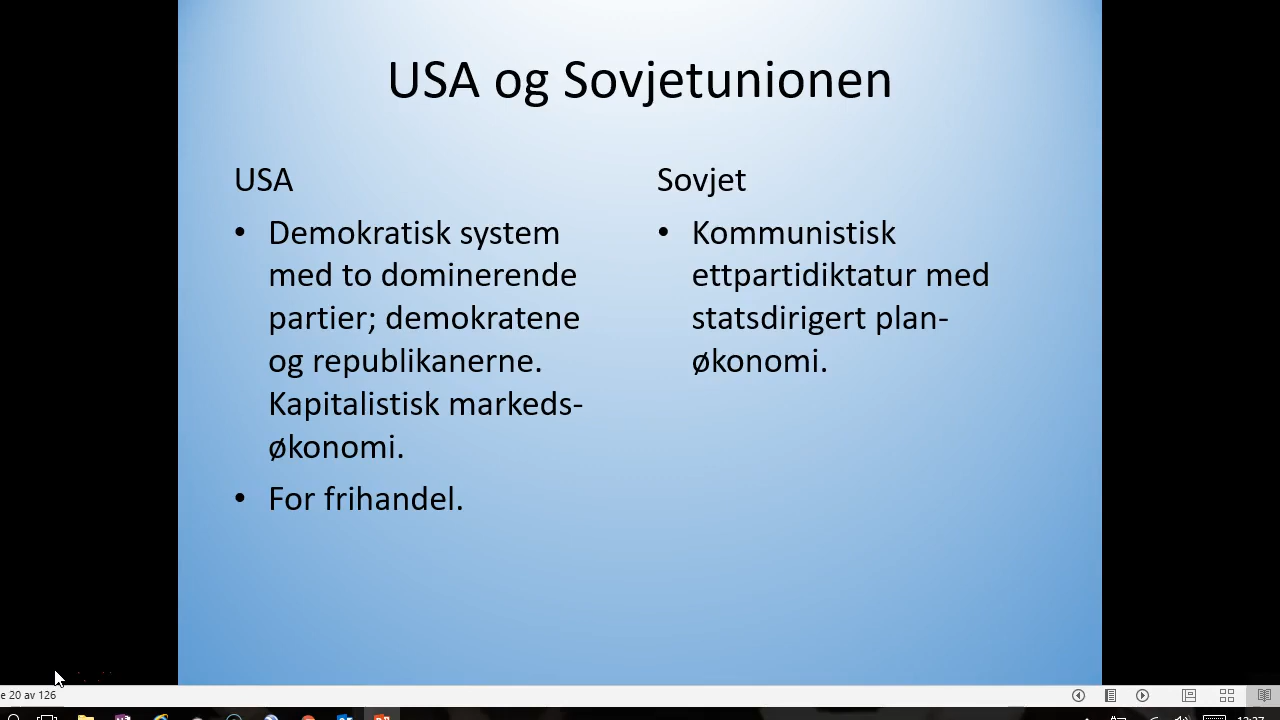 USA og Sovjetunionen
USA
• Demokratisk system
med to dominerende
partier; demokratene
og republikanerne.
Kapitalistisk markeds-
økonomi.
• For frihandel.
Sovjet
• Kommunistisk
ettpartidiktatur med
statsdirigert plan-
økonomi.
e 20 av 126